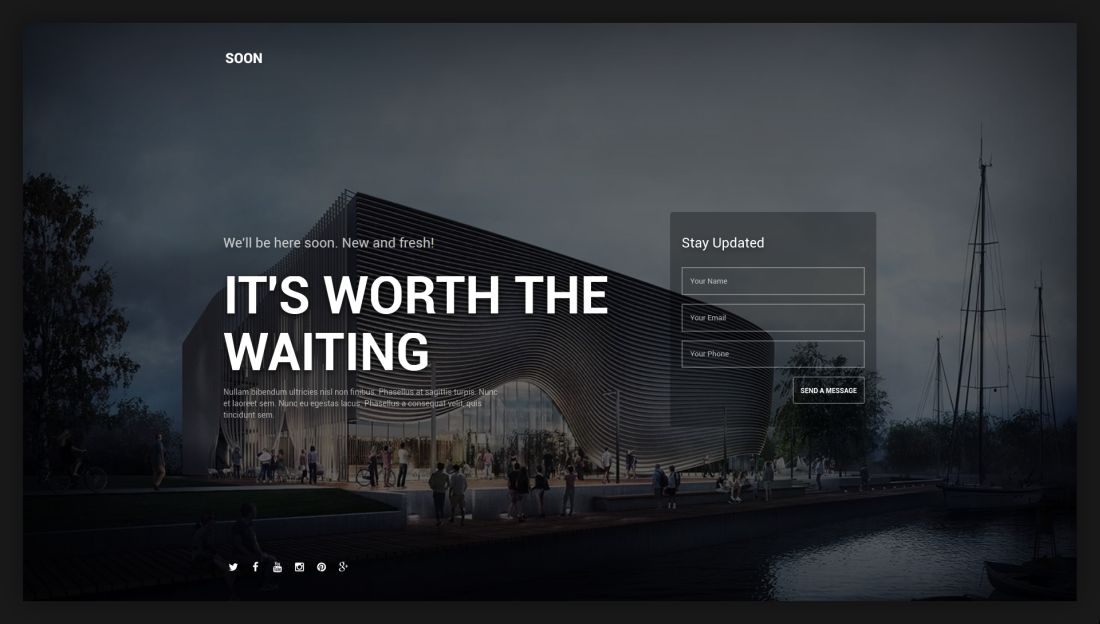 SOON
We'll be here soon. New and fresh!
IT'S WORTH THE
WAITING
Nullam bibendum ultricies nisl non finibus. Phasellus at sagittis turpis. Nunc
et laoreet sem. Nunc eu egestas lacus. Phasellus a consequat velit, quis
tincidunt sem.
Stay Updated
Your Name
Your Email
Your Phone
SEND A MESSAGE